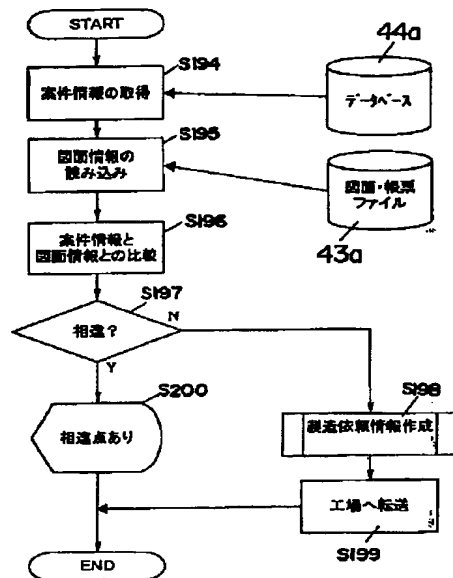 START
S194
案件情報の取得
44a
データベース
S195
図面情報の
読み込み
図面・帳票
ファイル
43a
S196
案件情報と
図面情報との比較
S197
相違?
N
Y
S200
相違点あり
S198
製造依頼情報作成
工場へ転送
S199
END